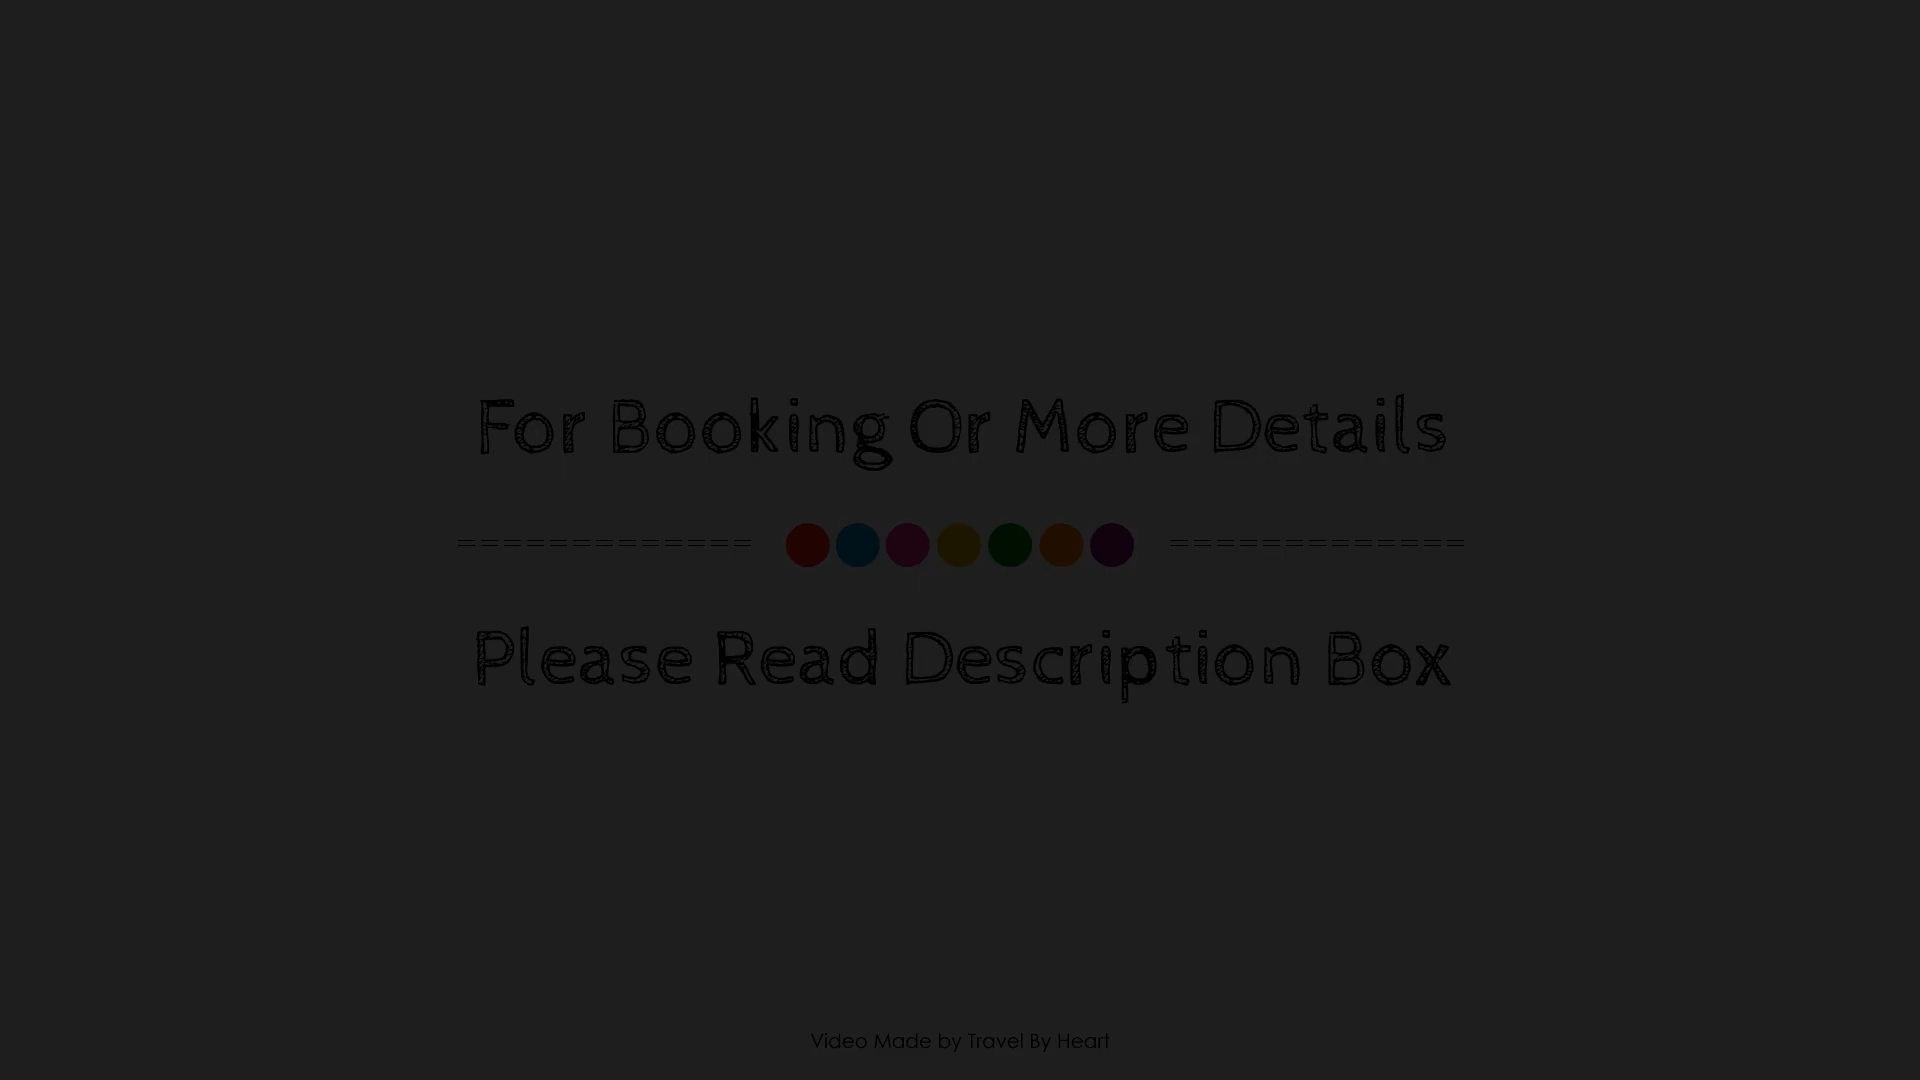 For Booking Or More Details
============= =============
Please Read Description Box
Video Made by Travel By Heart